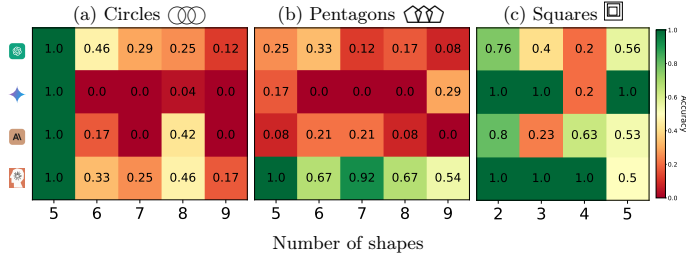 (a) Circles (b) Pentagons (c) Squares
1.0 0.46 0.29 0.25 0.12 0.25 0.33 0.12 0.17 0.08 0.76 0.4 0.2 0.56 1.0
1.0 0.0 0.0 0.04 0.0 0.17 0.0 0.0 0.0 0.29 1.0 1.0 0.2 1.0 0.8
A\ 1.0 0.17 0.0 0.42 0.0 0.08 0.21 0.21 0.08 0.0 0.8 0.23 0.63 0.53 0.6
1.0 0.33 0.25 0.46 0.17 1.0 0.67 0.92 0.67 0.54 1.0 1.0 1.0 0.5 0.4
0.2
0.0
Accuracy
5 6 7 8 9 5 6 7 8 9 2 3 4 5
Number of shapes